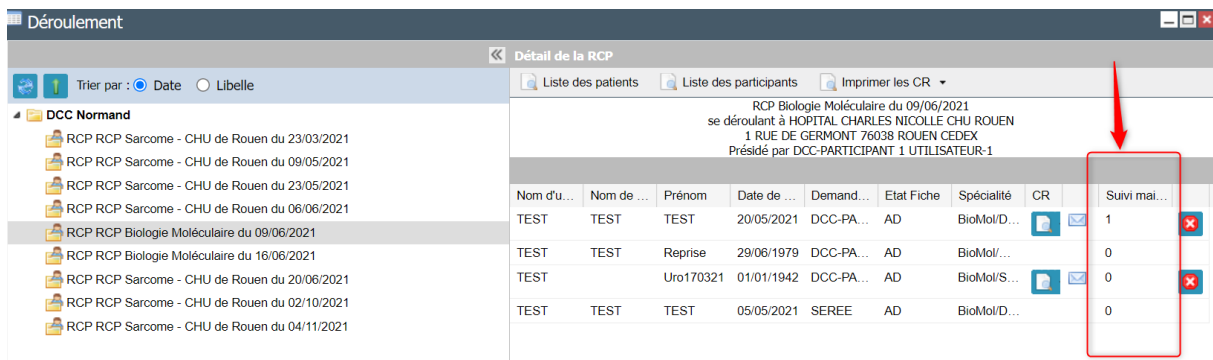 Déroulement
Détail de la RCP
Trier par : Date Libelle
Liste des patients Liste des participants Imprimer les CR
DCC Normand
RCP RCP Sarcome - CHU de Rouen du 23/03/2021
RCP RCP Sarcome - CHU de Rouen du 09/05/2021
RCP RCP Sarcome - CHU de Rouen du 23/05/2021
RCP RCP Sarcome - CHU de Rouen du 06/06/2021
RCP RCP Biologie Moléculaire du 09/06/2021
RCP RCP Biologie Moléculaire du 16/06/2021
RCP RCP Sarcome - CHU de Rouen du 20/06/2021
RCP RCP Sarcome - CHU de Rouen du 02/10/2021
RCP RCP Sarcome - CHU de Rouen du 04/11/2021
RCP Biologie Moléculaire du 09/06/2021
se déroulant à HOPITAL CHARLES NICOLLE CHU ROUEN
1 RUE DE GERMONT 76038 ROUEN CEDEX
Présidé par DCC-PARTICIPANT 1 UTILISATEUR-1
Nom d'u... Nom de ... Prénom Date de ... Demand... Etat Fiche Spécialité CR Suivi mai...
TEST TEST TEST 20/05/2021 DCC-PA... AD BioMol/D... 1
TEST TEST Reprise 29/06/1979 DCC-PA... AD BioMol/... 0
TEST Uro170321 01/01/1942 DCC-PA... AD BioMol/S... 0
TEST TEST TEST 05/05/2021 SEREE AD BioMol/D... 0